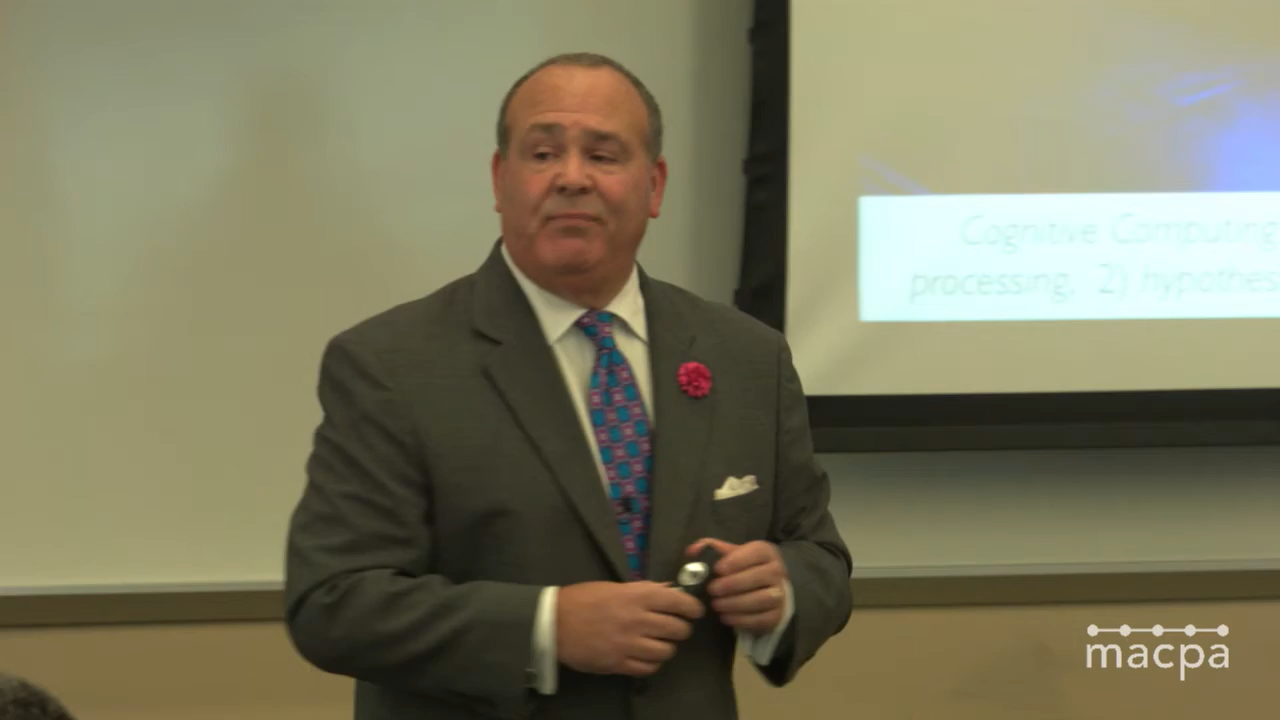 Cognitive Computing
processing, 2) hypothes
macpa